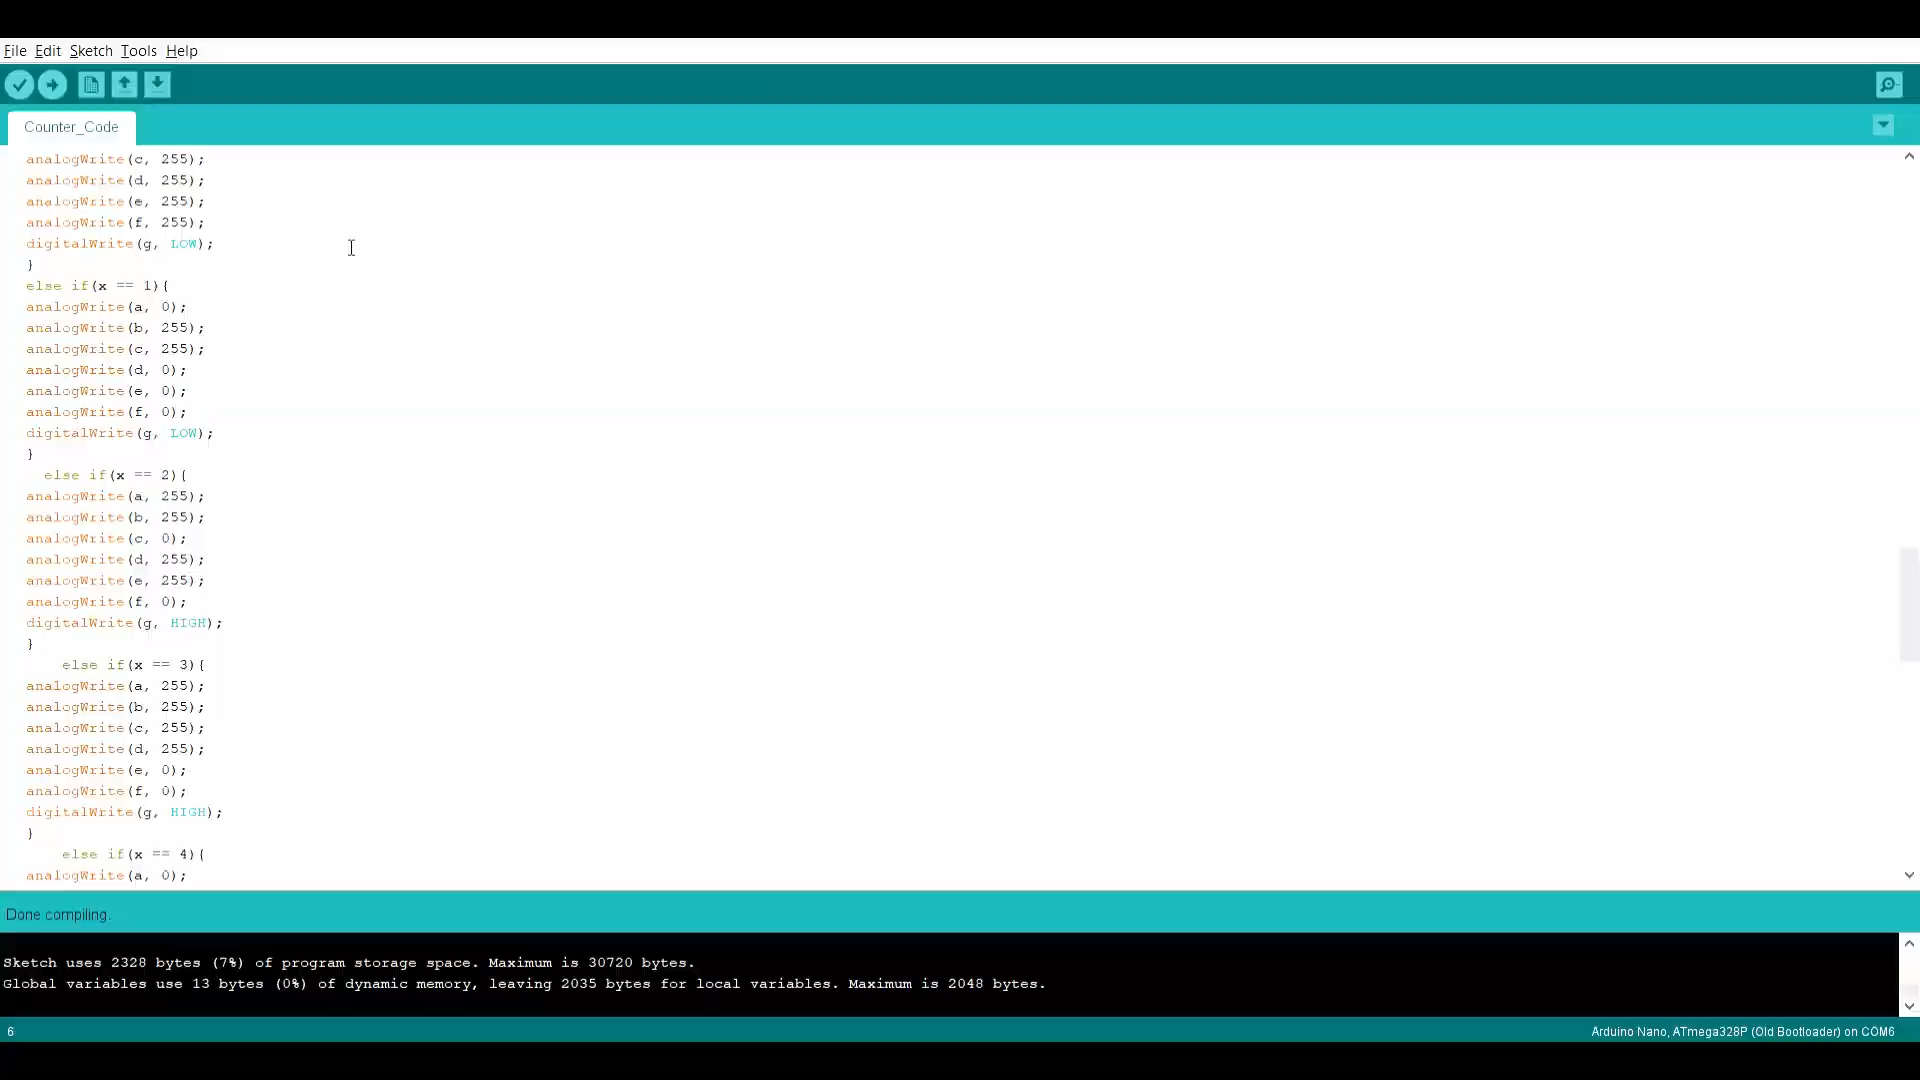 File Edit Sketch Tools Help
Counter_Code
analogWrite(c, 255);
analogWrite(d, 255);
analogWrite(e, 255);
analogWrite(f, 255);
digitalWrite(g, LOW);
}
else if(x == 1){
analogWrite(a, 0);
analogWrite(b, 255);
analogWrite(c, 255);
analogWrite(d, 0);
analogWrite(e, 0);
analogWrite(f, 0);
digitalWrite(g, LOW);
}
else if(x == 2){
analogWrite(a, 255);
analogWrite(b, 255);
analogWrite(c, 0);
analogWrite(d, 255);
analogWrite(e, 255);
analogWrite(f, 0);
digitalWrite(g, HIGH);
}
else if(x == 3){
analogWrite(a, 255);
analogWrite(b, 255);
analogWrite(c, 255);
analogWrite(d, 255);
analogWrite(e, 0);
analogWrite(f, 0);
digitalWrite(g, HIGH);
}
else if(x == 4){
analogWrite(a, 0);
Done compiling.
Sketch uses 2328 bytes (7%) of program storage space. Maximum is 30720 bytes.
Global variables use 13 bytes (0%) of dynamic memory, leaving 2035 bytes for local variables. Maximum is 2048 bytes.
6
Arduino Nano, ATmega328P (Old Bootloader) on COM6